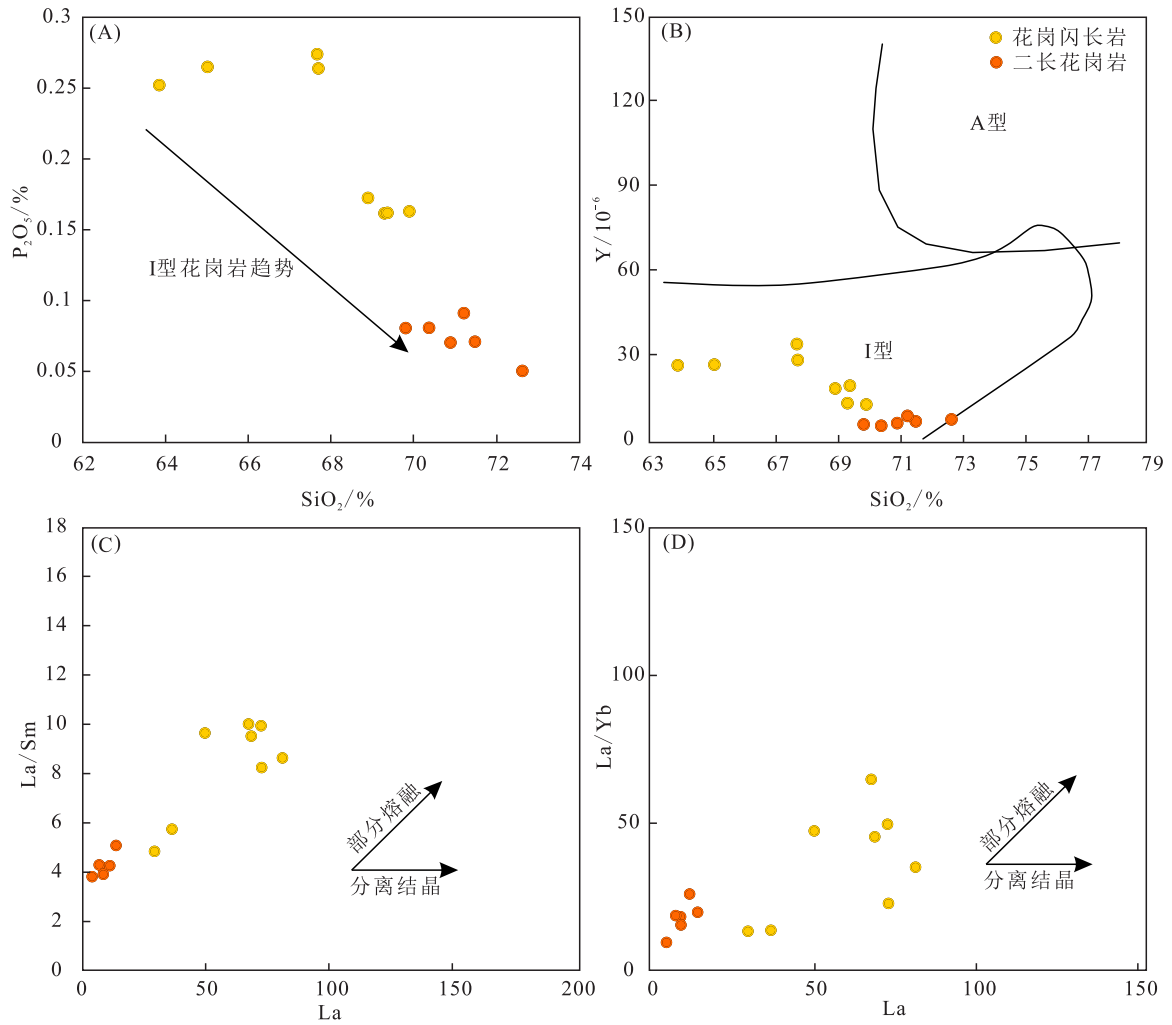 (A)
0.3
0.25
0.2
0.15
0.1
0.05
0
P₂O₅/%
I型花岗岩趋势
62
64
66
68
70
72
74
SiO₂/%
(B)
花岗闪长岩
二长花岗岩
A型
I型
150
120
90
60
30
0
Y/10⁻⁶
63
65
67
69
71
73
75
77
79
SiO₂/%
(C)
18
16
14
12
10
8
6
4
2
0
La/Sm
部分熔融
分离结晶
0
50
100
150
200
La
(D)
150
100
50
0
La/Yb
部分熔融
分离结晶
0
50
100
150
La